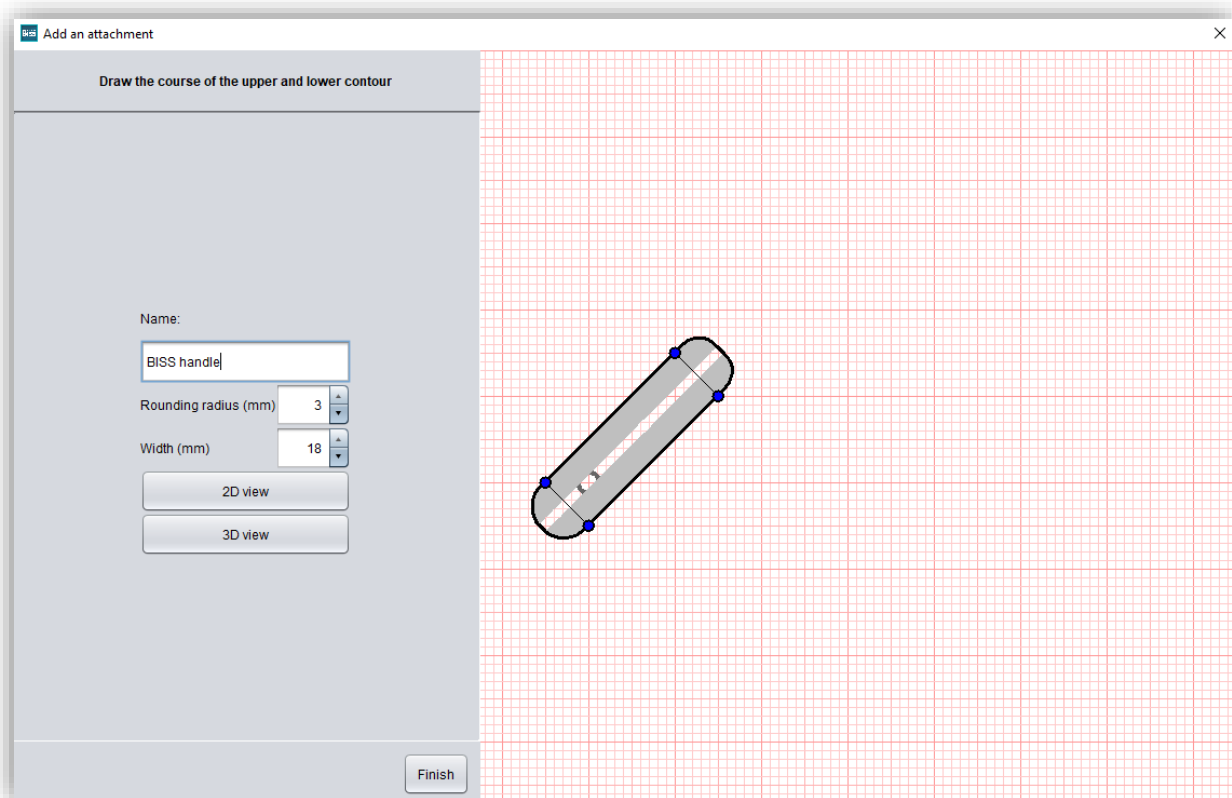 Biss Add an attachment
Draw the course of the upper and lower contour
Name:
BISS handle
Rounding radius (mm) 3
Width (mm) 18
2D view
3D view
Finish